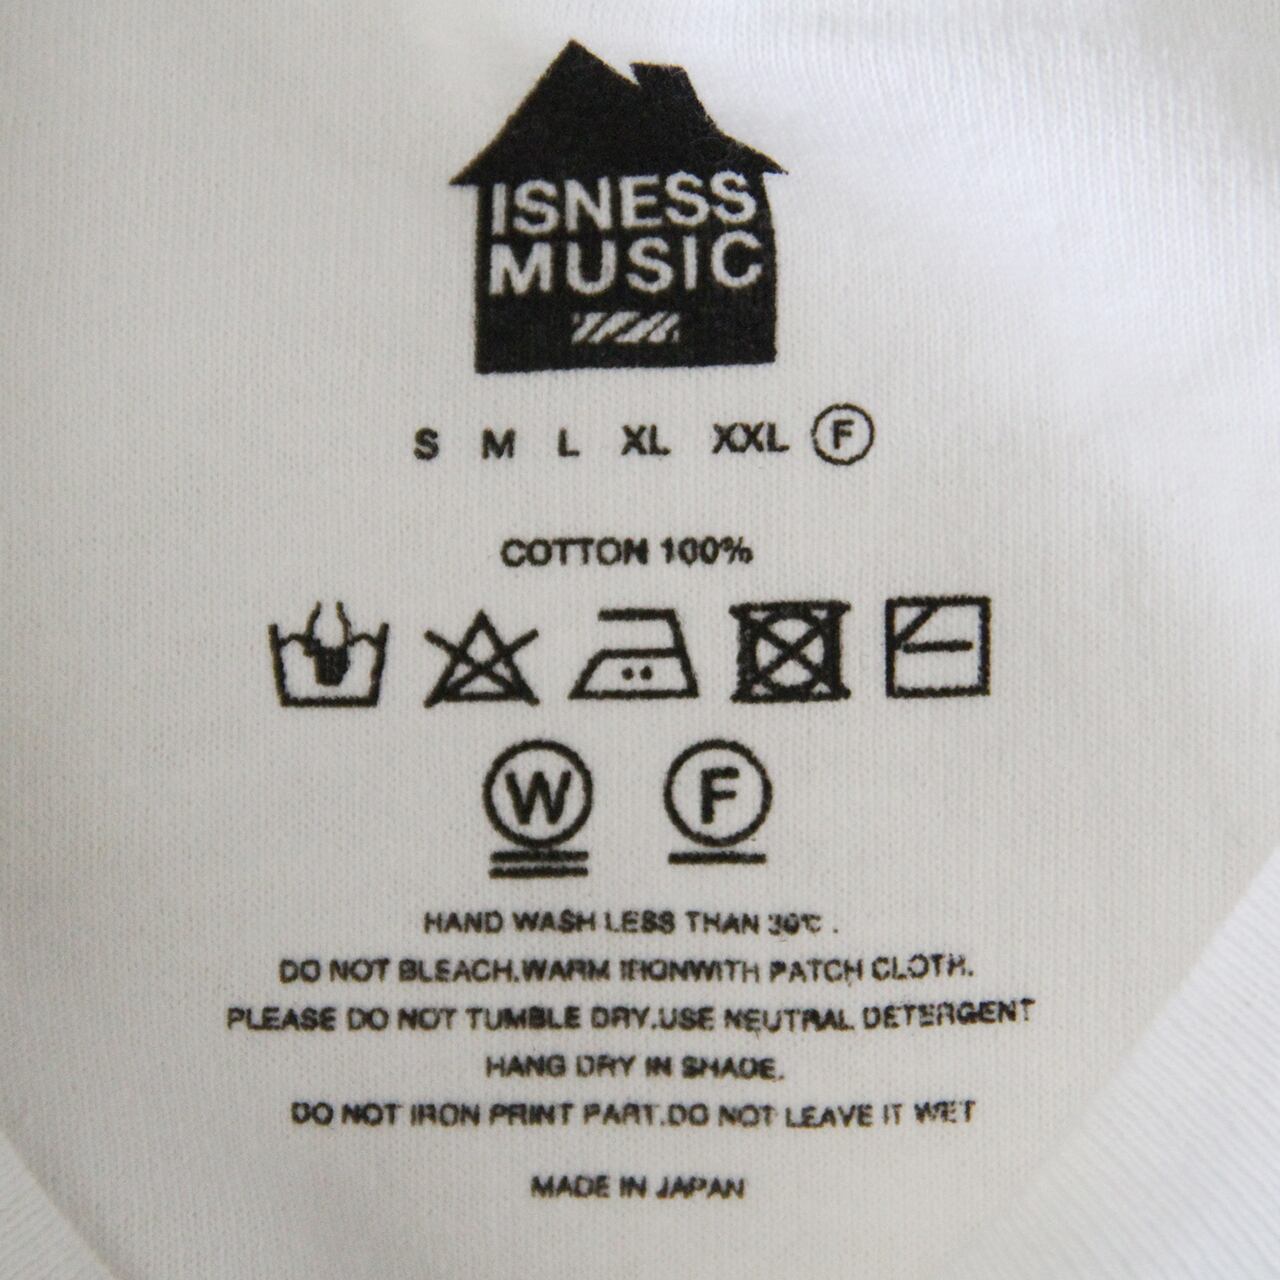 ISNESS
MUSIC
S M L XL XXL F
COTTON 100%
W F
HAND WASH LESS THAN 30℃ .
DO NOT BLEACH.WARM IRONWITH PATCH CLOTH.
PLEASE DO NOT TUMBLE DRY.USE NEUTRAL DETERGENT
HANG DRY IN SHADE.
DO NOT IRON PRINT PART.DO NOT LEAVE IT WET
MADE IN JAPAN